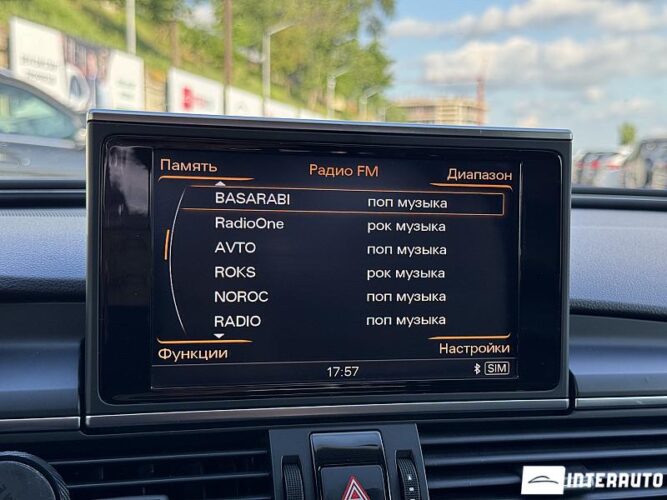 Память Радио FM Диапазон
BASARABI поп музыка
RadioOne рок музыка
AVTO поп музыка
ROKS рок музыка
NOROC поп музыка
RADIO поп музыка
Функции Настройки
17:57 SIM
INTERAUTO